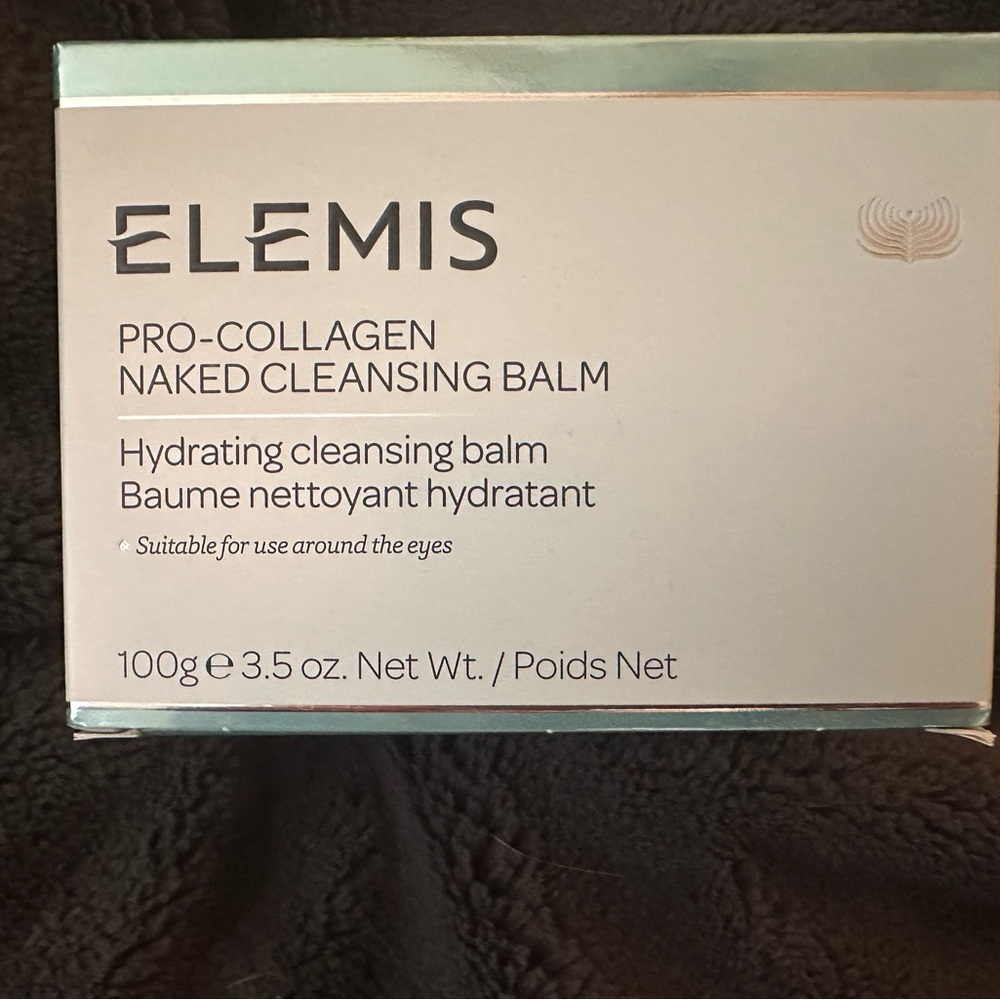 ELEMIS
PRO-COLLAGEN
NAKED CLEANSING BALM
Hydrating cleansing balm
Baume nettoyant hydratant
Suitable for use around the eyes
100g ℮ 3.5 oz. Net Wt. / Poids Net